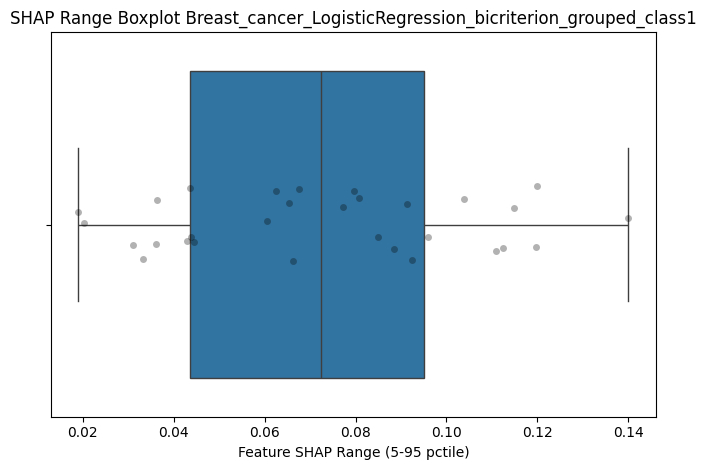 SHAP Range Boxplot Breast_cancer_LogisticRegression_bicriterion_grouped_class1
0.02 0.04 0.06 0.08 0.10 0.12 0.14
Feature SHAP Range (5-95 pctile)